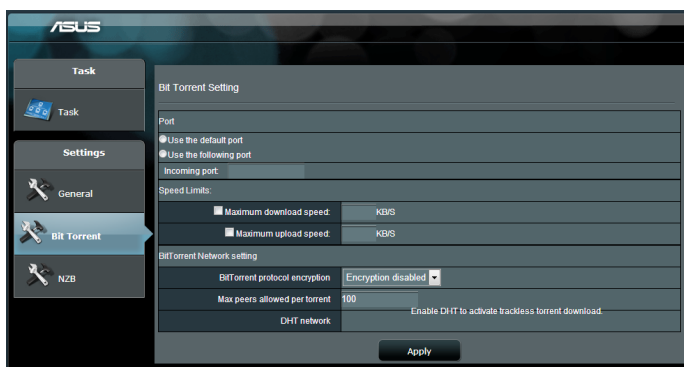 ASUS
Task
Task
Settings
General
Bit Torrent
NZB
Bit Torrent Setting
Port
Use the default port
Use the following port
Incoming port:
Speed Limits:
Maximum download speed: KB/S
Maximum upload speed: KB/S
BitTorrent Network setting
BitTorrent protocol encryption Encryption disabled
Max peers allowed per torrent 100
Enable DHT to activate trackless torrent download.
DHT network
Apply